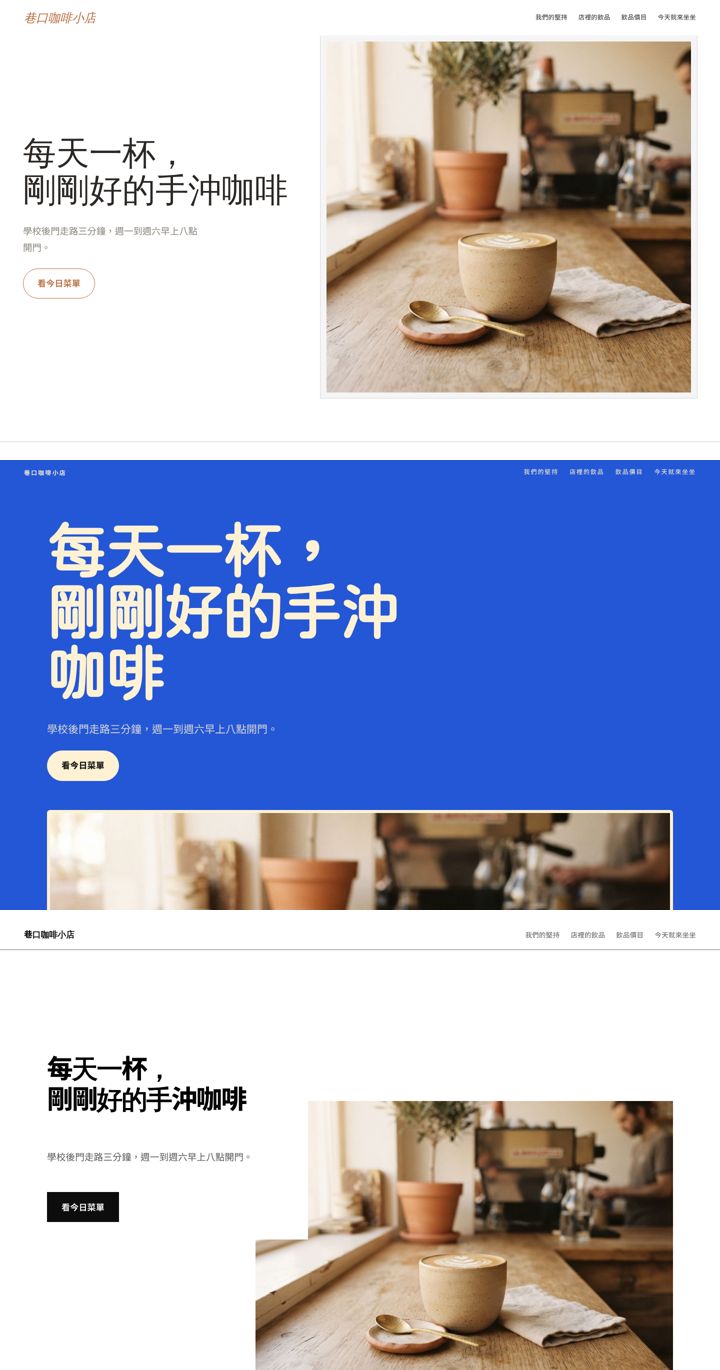 巷口咖啡小店
我們的堅持 店裡的飲品 飲品價目 今天就來坐坐
每天一杯，
剛剛好的手沖咖啡
學校後門走路三分鐘，週一到週六早上八點
開門。
看今日菜單
巷口咖啡小店
我們的堅持 店裡的飲品 飲品價目 今天就來坐坐
每天一杯，
剛剛好的手沖
咖啡
學校後門走路三分鐘，週一到週六早上八點開門。
看今日菜單
巷口咖啡小店
我們的堅持 店裡的飲品 飲品價目 今天就來坐坐
每天一杯，
剛剛好的手沖咖啡
學校後門走路三分鐘，週一到週六早上八點開門。
看今日菜單